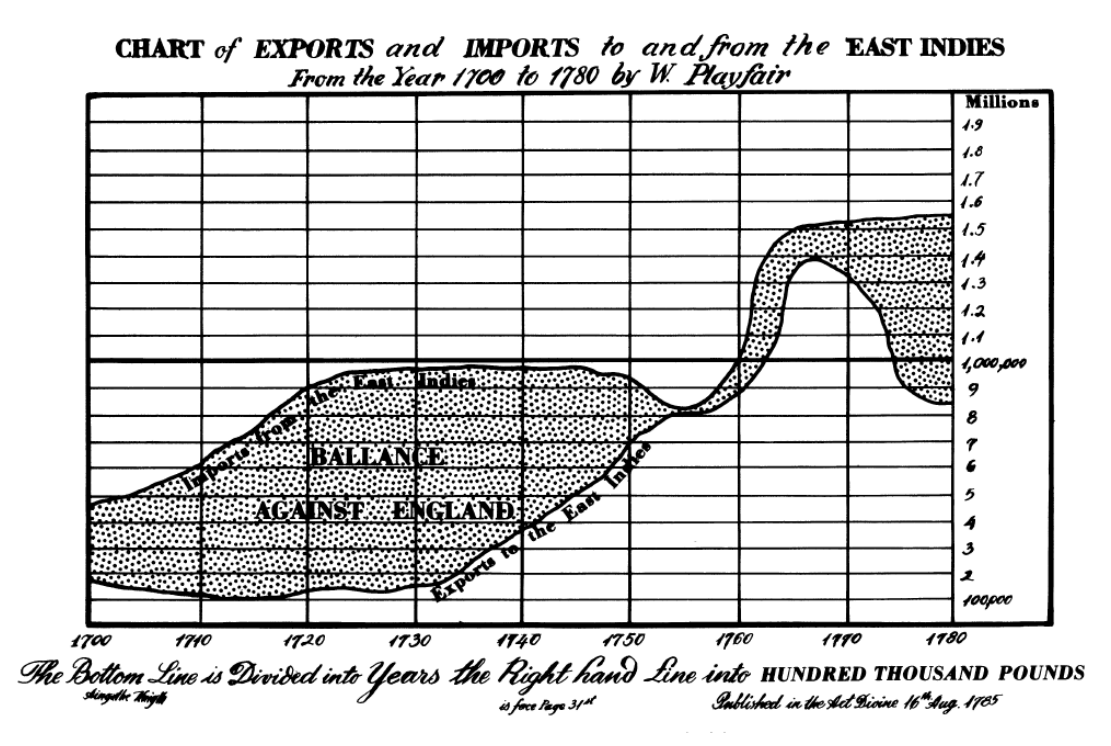 CHART of EXPORTS and IMPORTS to and from the EAST INDIES
From the Year 1700 to 1780 by W. Playfair
Millions
1.9
1.8
1.7
1.6
1.5
1.4
1.3
1.2
1.1
1,000,000
9
8
7
6
5
4
3
2
100,000
Imports from the East Indies
BALLANCE
AGAINST ENGLAND
Exports to the East Indies
1700 1710 1720 1730 1740 1750 1760 1770 1780
The Bottom Line is Divided into Years the Right hand Line into HUNDRED THOUSAND POUNDS
is face Page 31st
Published in the Act 16th Aug. 1785